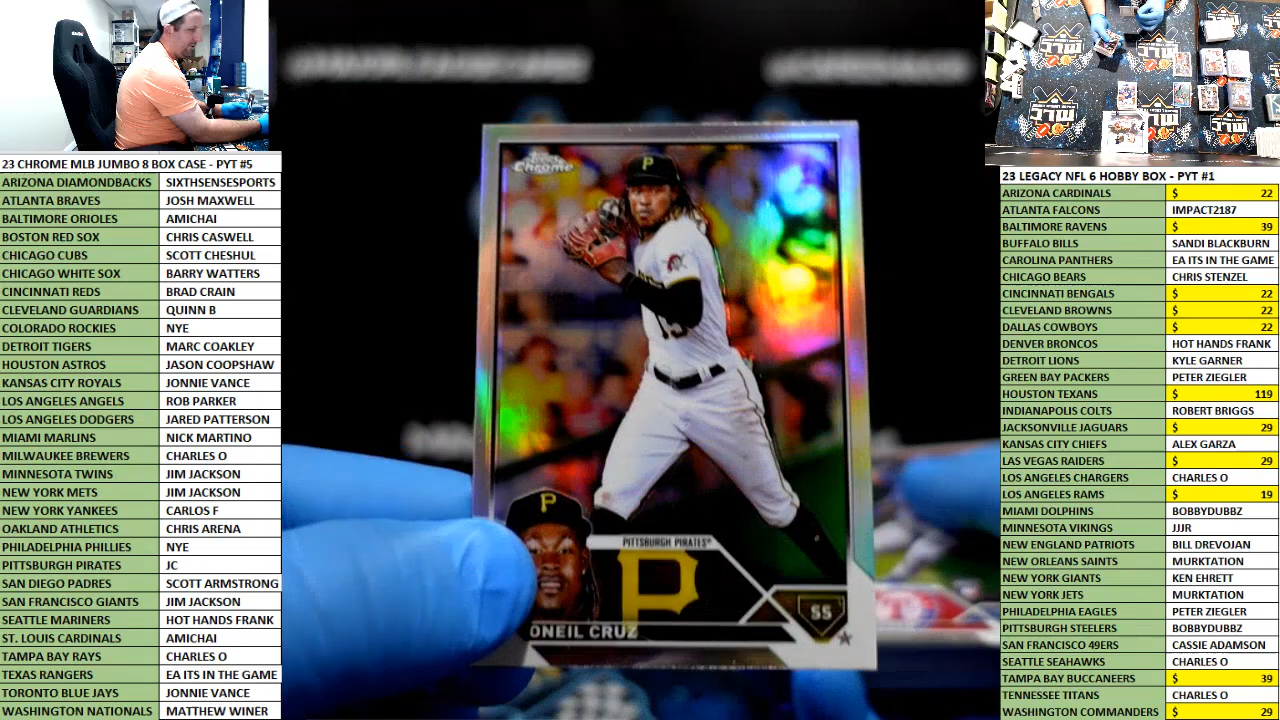 23 CHROME MLB JUMBO 8 BOX CASE - PYT #5
ARIZONA DIAMONDBACKS SIXTHSENSESPORTS
ATLANTA BRAVES JOSH MAXWELL
BALTIMORE ORIOLES AMICHAI
BOSTON RED SOX CHRIS CASWELL
CHICAGO CUBS SCOTT CHESHUL
CHICAGO WHITE SOX BARRY WATTERS
CINCINNATI REDS BRAD CRAIN
CLEVELAND GUARDIANS QUINN B
COLORADO ROCKIES NYE
DETROIT TIGERS MARC COAKLEY
HOUSTON ASTROS JASON COOPSHAW
KANSAS CITY ROYALS JONNIE VANCE
LOS ANGELES ANGELS ROB PARKER
LOS ANGELES DODGERS JARED PATTERSON
MIAMI MARLINS NICK MARTINO
MILWAUKEE BREWERS CHARLES O
MINNESOTA TWINS JIM JACKSON
NEW YORK METS JIM JACKSON
NEW YORK YANKEES CARLOS F
OAKLAND ATHLETICS CHRIS ARENA
PHILADELPHIA PHILLIES NYE
PITTSBURGH PIRATES JC
SAN DIEGO PADRES SCOTT ARMSTRONG
SAN FRANCISCO GIANTS JIM JACKSON
SEATTLE MARINERS HOT HANDS FRANK
ST. LOUIS CARDINALS AMICHAI
TAMPA BAY RAYS CHARLES O
TEXAS RANGERS EA ITS IN THE GAME
TORONTO BLUE JAYS JONNIE VANCE
WASHINGTON NATIONALS MATTHEW WINER
Chrome
P
15
P
PITTSBURGH PIRATES
P
SS
ONEIL CRUZ
23 LEGACY NFL 6 HOBBY BOX - PYT #1
ARIZONA CARDINALS $ 22
ATLANTA FALCONS IMPACT2187
BALTIMORE RAVENS $ 39
BUFFALO BILLS SANDI BLACKBURN
CAROLINA PANTHERS EA ITS IN THE GAME
CHICAGO BEARS CHRIS STENZEL
CINCINNATI BENGALS $ 22
CLEVELAND BROWNS $ 22
DALLAS COWBOYS $ 22
DENVER BRONCOS HOT HANDS FRANK
DETROIT LIONS KYLE GARNER
GREEN BAY PACKERS PETER ZIEGLER
HOUSTON TEXANS $ 119
INDIANAPOLIS COLTS ROBERT BRIGGS
JACKSONVILLE JAGUARS $ 29
KANSAS CITY CHIEFS ALEX GARZA
LAS VEGAS RAIDERS $ 29
LOS ANGELES CHARGERS CHARLES O
LOS ANGELES RAMS $ 19
MIAMI DOLPHINS BOBBYDUBBZ
MINNESOTA VIKINGS JJJR
NEW ENGLAND PATRIOTS BILL DREVOJAN
NEW ORLEANS SAINTS MURKTATION
NEW YORK GIANTS KEN EHRETT
NEW YORK JETS MURKTATION
PHILADELPHIA EAGLES PETER ZIEGLER
PITTSBURGH STEELERS BOBBYDUBBZ
SAN FRANCISCO 49ERS CASSIE ADAMSON
SEATTLE SEAHAWKS CHARLES O
TAMPA BAY BUCCANEERS $ 39
TENNESSEE TITANS CHARLES O
WASHINGTON COMMANDERS $ 29